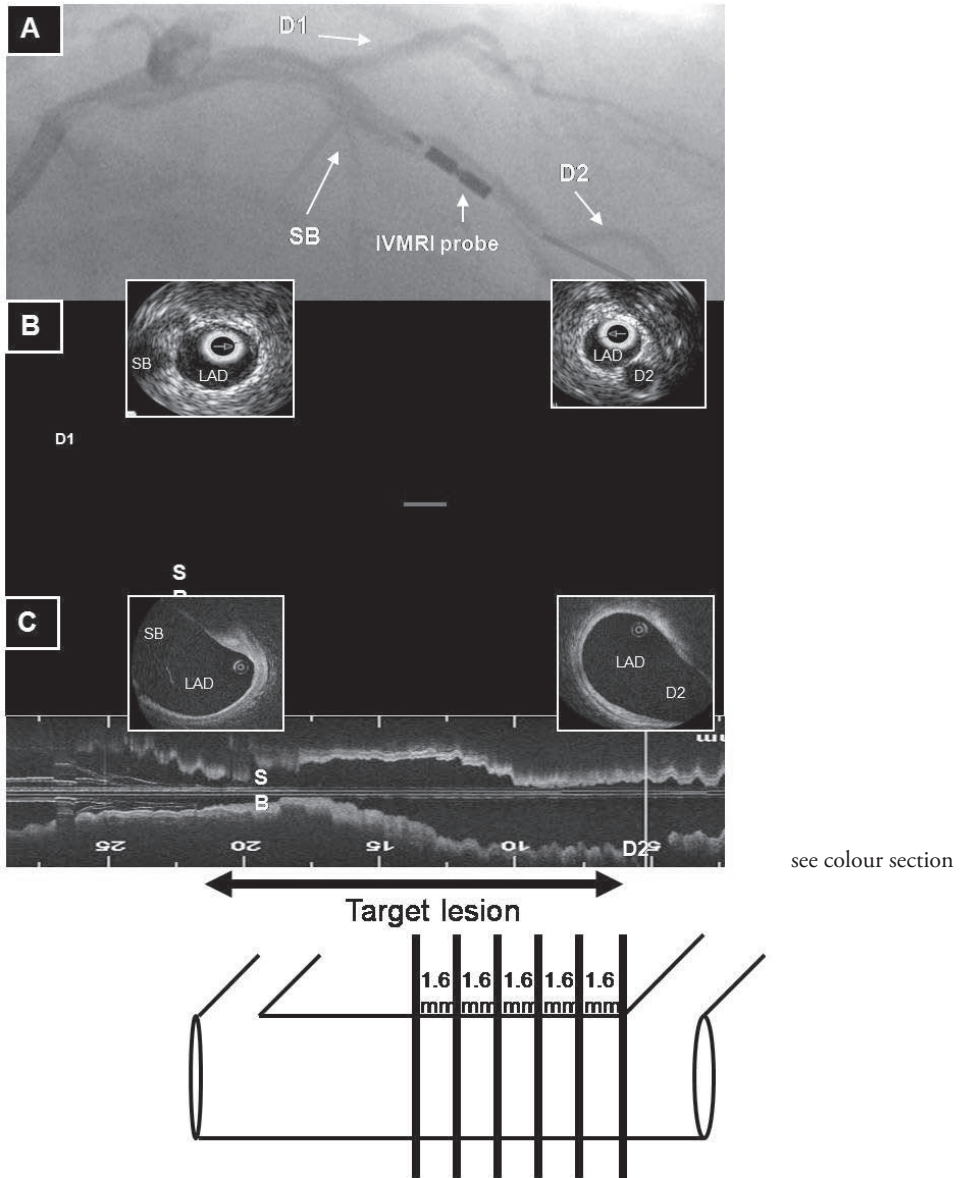 A
D1
D2
SB
IVMRI probe
B
SB
LAD
LAD
D2
D1
S
B
C
SB
LAD
LAD
D2
mm
S
B
25
20
15
10
D2
5
see colour section
Target lesion
1.6 1.6 1.6 1.6 1.6
mm mm mm mm mm